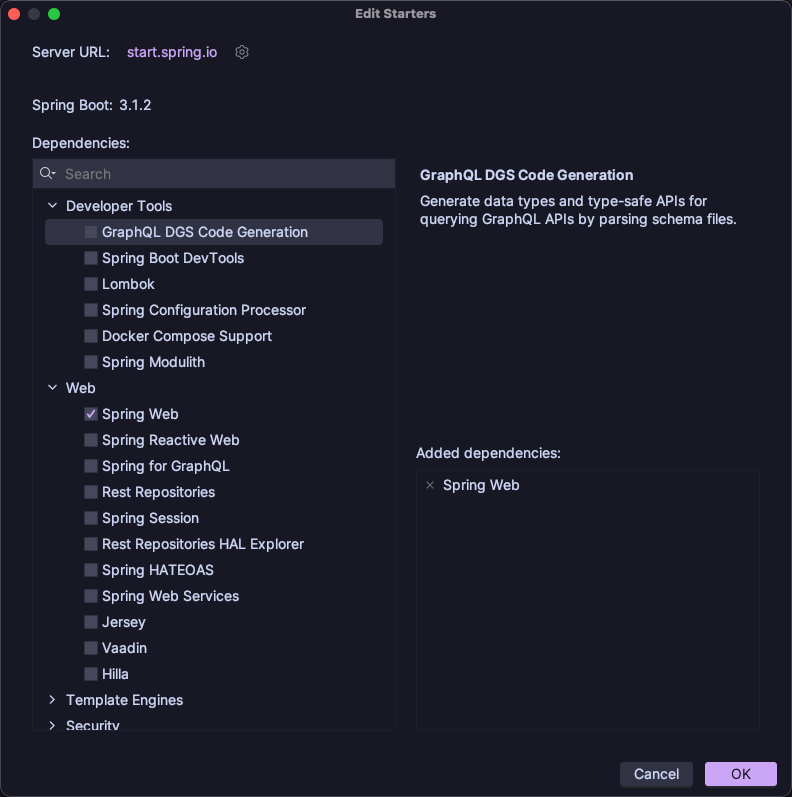 Edit Starters
Server URL: start.spring.io
Spring Boot: 3.1.2
Dependencies:
Search
Developer Tools
GraphQL DGS Code Generation
Spring Boot DevTools
Lombok
Spring Configuration Processor
Docker Compose Support
Spring Modulith
Web
Spring Web
Spring Reactive Web
Spring for GraphQL
Rest Repositories
Spring Session
Rest Repositories HAL Explorer
Spring HATEOAS
Spring Web Services
Jersey
Vaadin
Hilla
Template Engines
Security
GraphQL DGS Code Generation
Generate data types and type-safe APIs for
querying GraphQL APIs by parsing schema files.
Added dependencies:
Spring Web
Cancel
OK